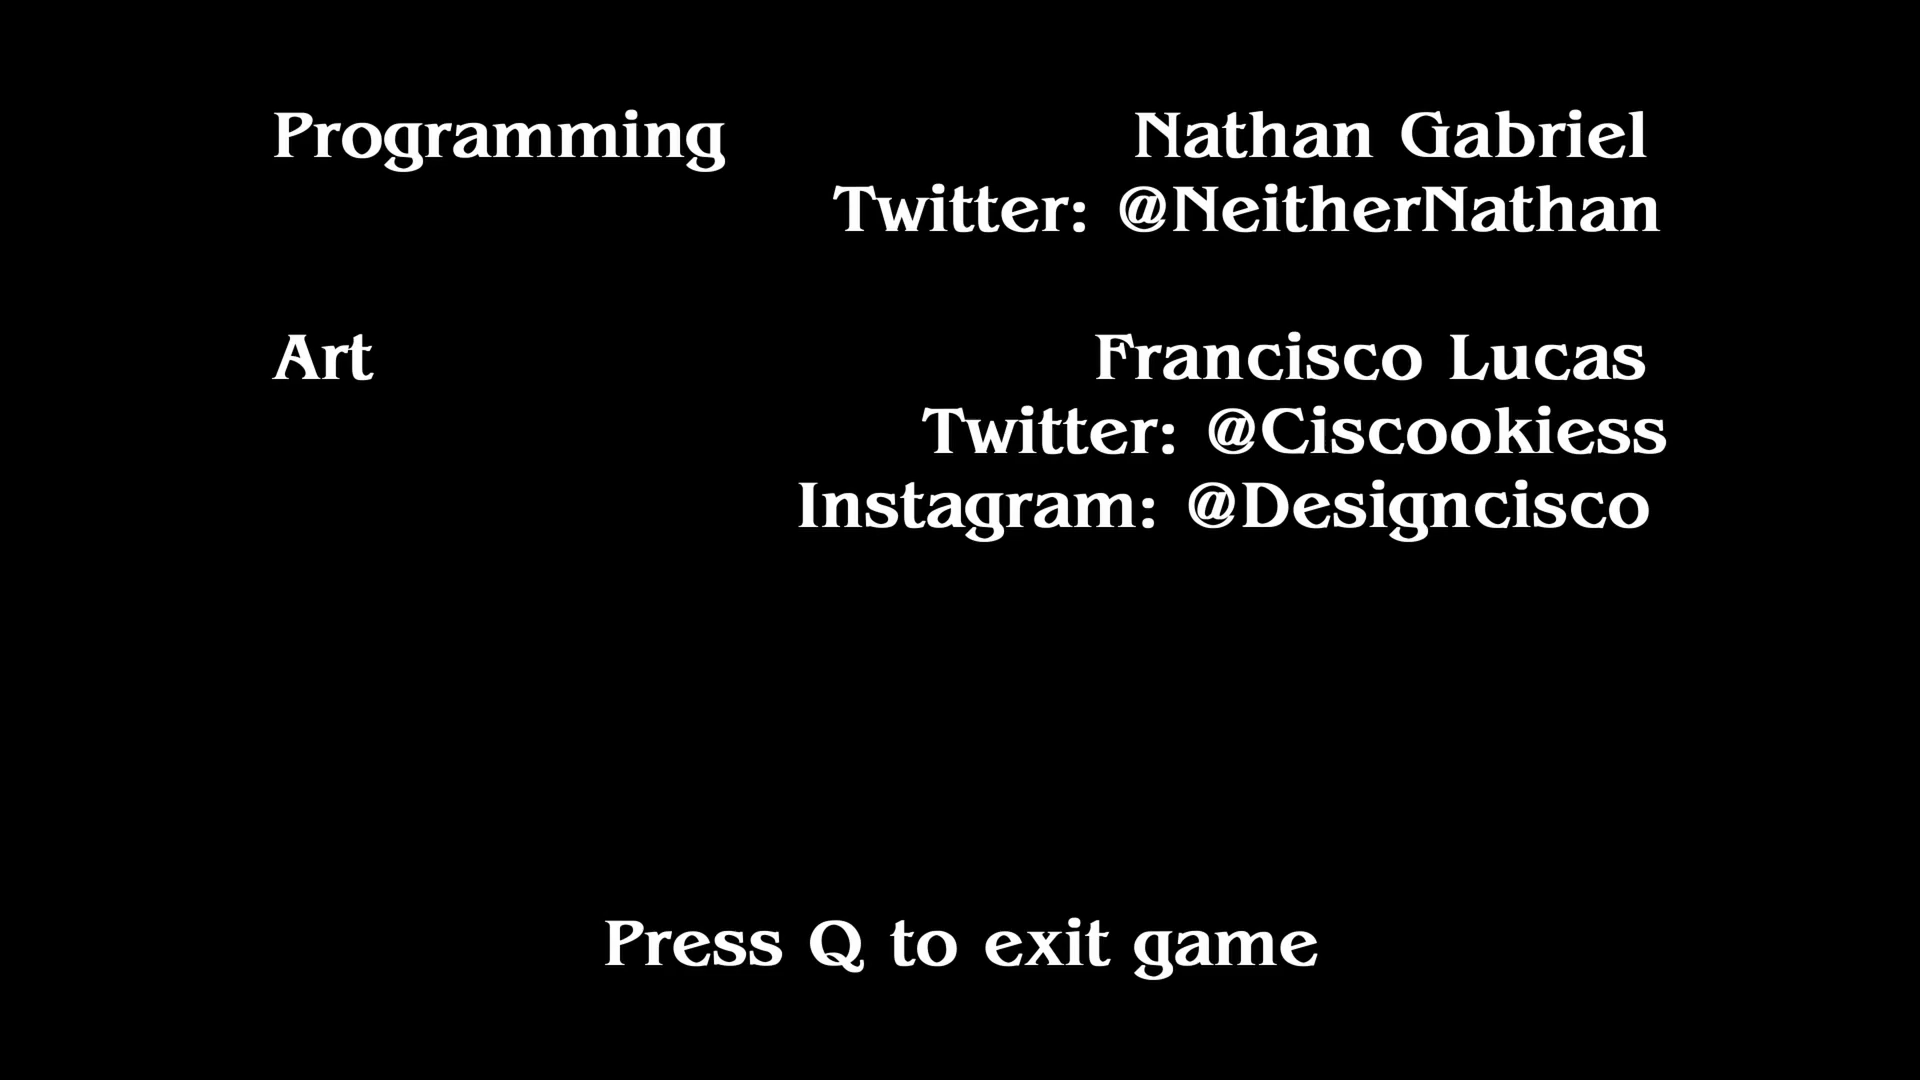 Programming Nathan Gabriel
Twitter: @NeitherNathan
Art Francisco Lucas
Twitter: @Ciscookiess
Instagram: @Designcisco
Press Q to exit game